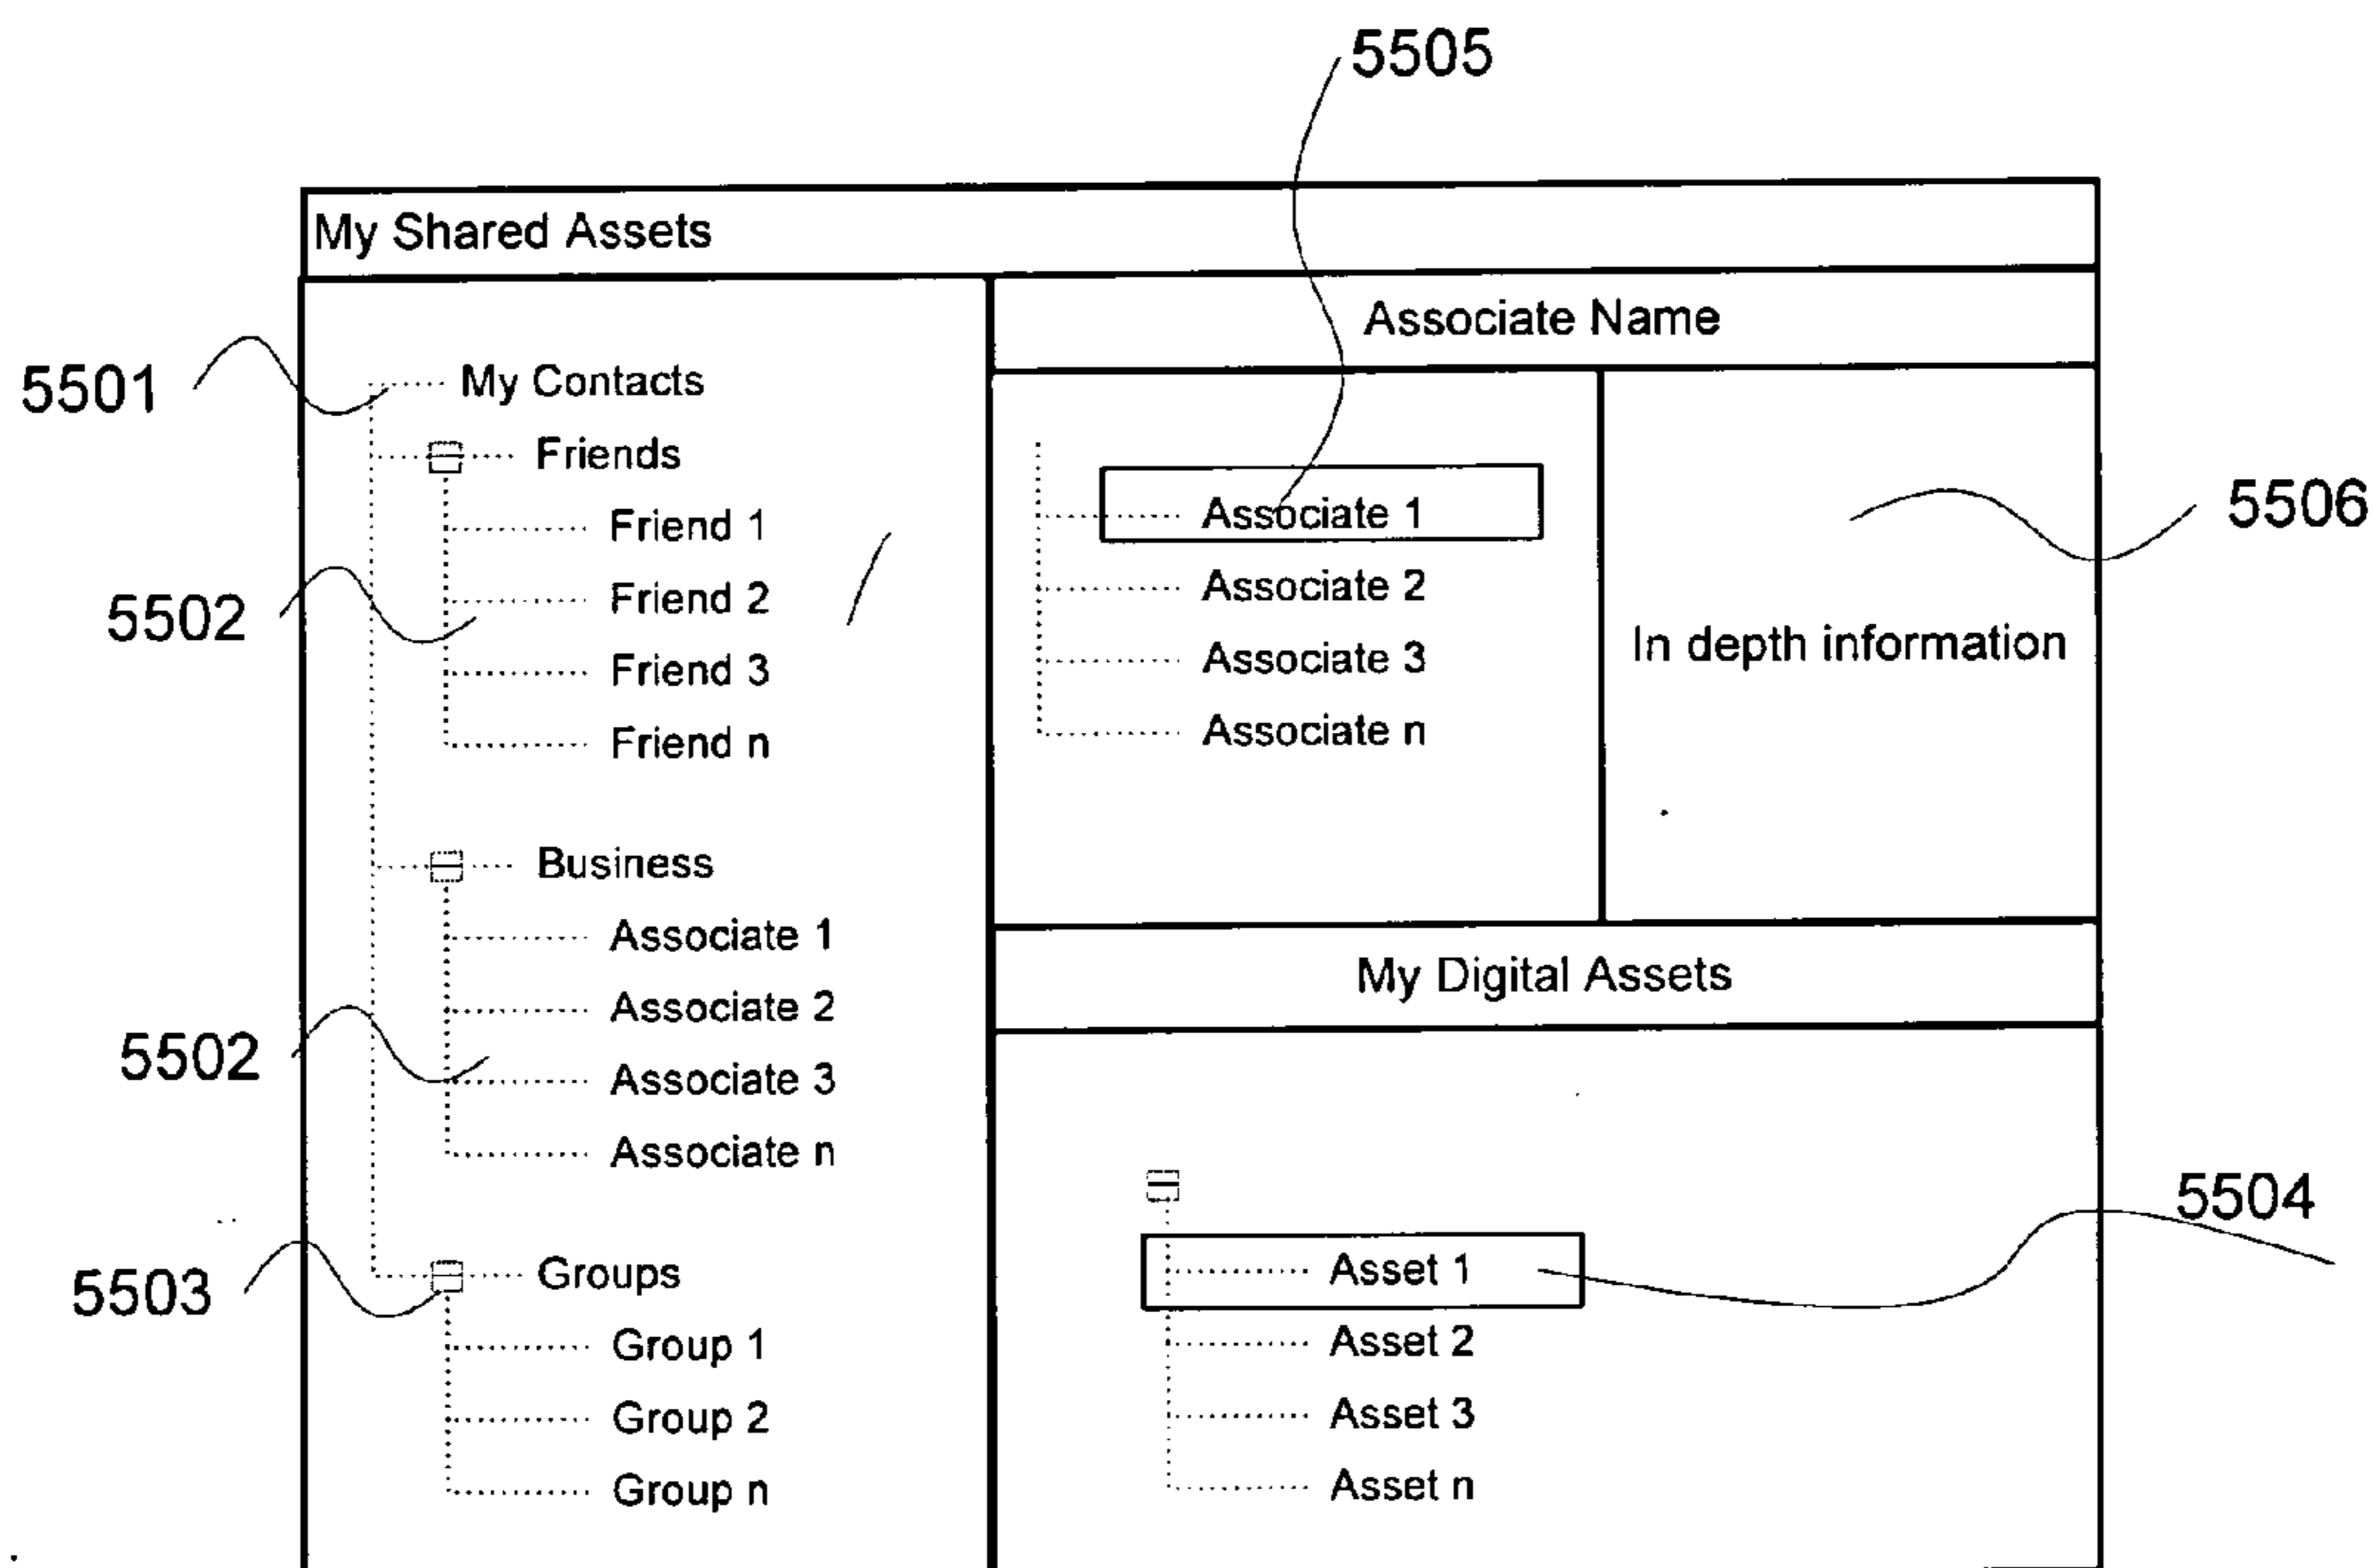 5505
My Shared Assets
Associate Name
5501
My Contacts
Friends
Friend 1
5502
Friend 2
Friend 3
Friend n
Business
Associate 1
Associate 2
5502
Associate 3
Associate n
5503
Groups
Group 1
Group 2
Group n
Associate 1
Associate 2
Associate 3
Associate n
5506
In depth information
My Digital Assets
5504
Asset 1
Asset 2
Asset 3
Asset n